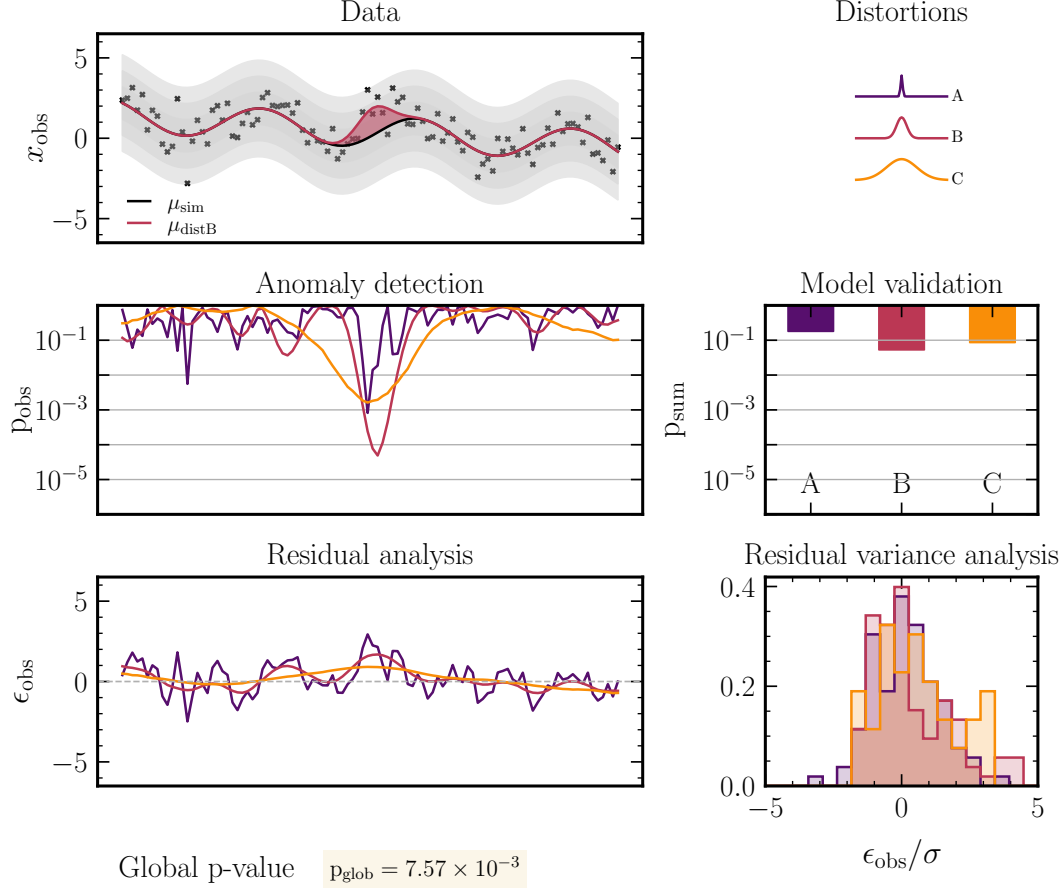 Data
5
0
−5
x_obs
μ_sim
μ_distB
Distortions
A
B
C
Anomaly detection
10^{-1}
10^{-3}
10^{-5}
p_obs
Model validation
10^{-1}
10^{-3}
10^{-5}
p_sum
A B C
Residual analysis
5
0
−5
ϵ_obs
Residual variance analysis
0.4
0.2
0.0
−5 0 5
ϵ_obs/σ
Global p-value p_glob = 7.57 × 10^{-3}